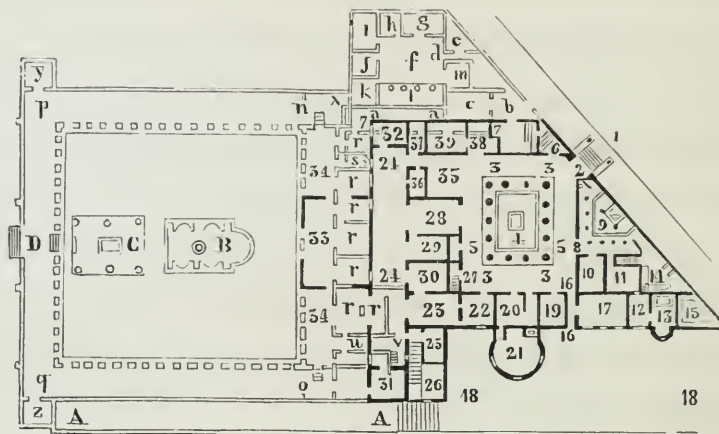 l h g e
f d
ſ m
k
y
p n x a a c b 1
7 32 37 39 38 7 6
r
34 s 24 3 3 2
r 36 35
r 9
33 28 4
D C B r 29 5 5 8
r 24 30 27 3 3 16 10 11 14
34 r r 23 22 20 19 17 12 13 15
u v 25 21 16
q o 31 26 18 18
z A A